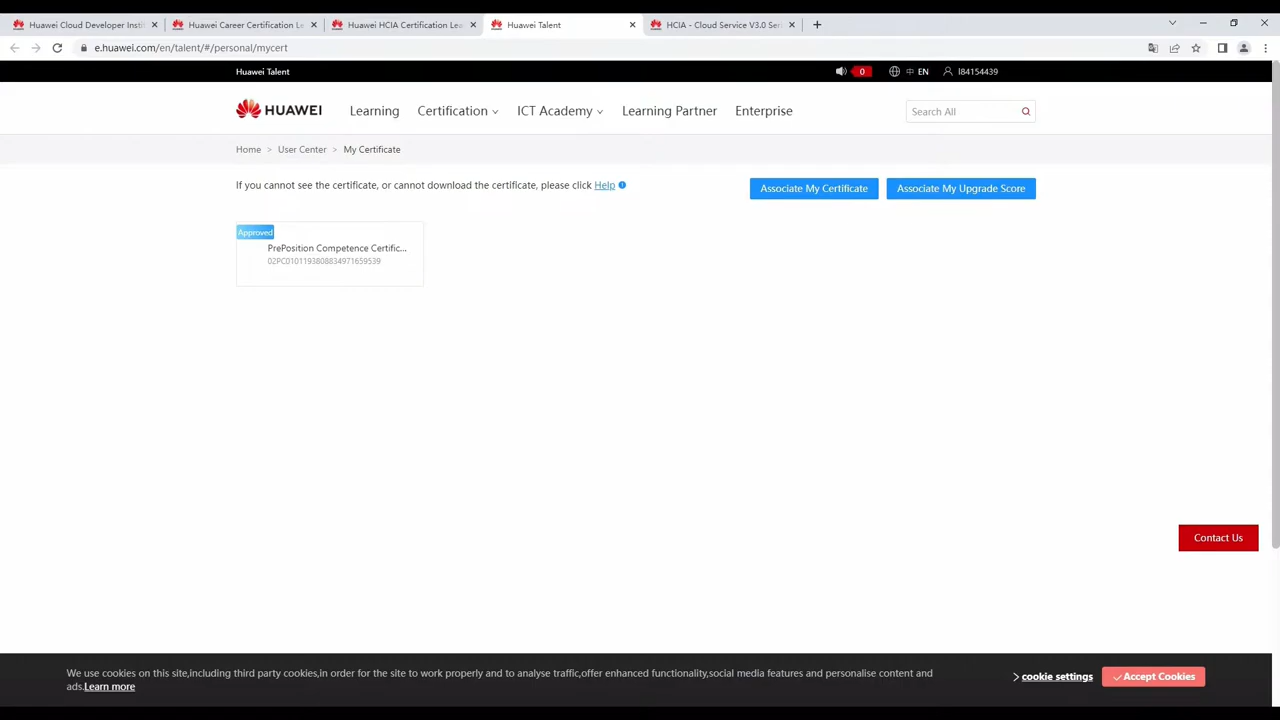 Huawei Cloud Developer Insti
Huawei Career Certification Le
Huawei HCIA Certification Lea
Huawei Talent
HCIA - Cloud Service V3.0 Ser
e.huawei.com/en/talent/#/personal/mycert
Huawei Talent
0
中 EN
l84154439
HUAWEI
Learning
Certification
ICT Academy
Learning Partner
Enterprise
Search All
Home > User Center > My Certificate
If you cannot see the certificate, or cannot download the certificate, please click Help
Associate My Certificate
Associate My Upgrade Score
Approved
PrePosition Competence Certific...
02PC0101193808834971659539
Contact Us
We use cookies on this site,including third party cookies,in order for the site to work properly and to analyse traffic,offer enhanced functionality,social media features and personalise content and
ads.Learn more
cookie settings
Accept Cookies